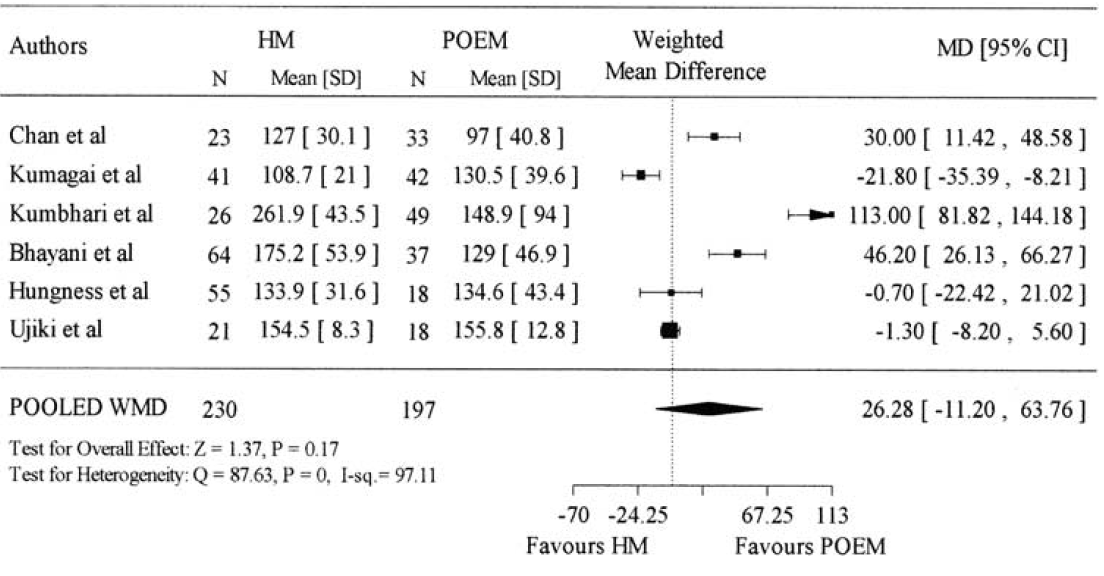 Authors HM POEM Weighted Mean Difference MD [95% CI]
N Mean [SD] N Mean [SD]
Chan et al 23 127 [ 30.1 ] 33 97 [ 40.8 ] 30.00 [ 11.42 , 48.58 ]
Kumagai et al 41 108.7 [ 21 ] 42 130.5 [ 39.6 ] -21.80 [ -35.39 , -8.21 ]
Kumbhari et al 26 261.9 [ 43.5 ] 49 148.9 [ 94 ] 113.00 [ 81.82 , 144.18 ]
Bhayani et al 64 175.2 [ 53.9 ] 37 129 [ 46.9 ] 46.20 [ 26.13 , 66.27 ]
Hungness et al 55 133.9 [ 31.6 ] 18 134.6 [ 43.4 ] -0.70 [ -22.42 , 21.02 ]
Ujiki et al 21 154.5 [ 8.3 ] 18 155.8 [ 12.8 ] -1.30 [ -8.20 , 5.60 ]
POOLED WMD 230 197 26.28 [ -11.20 , 63.76 ]
Test for Overall Effect: Z = 1.37, P = 0.17
Test for Heterogeneity: Q = 87.63, P = 0, I-sq.= 97.11
-70 -24.25 67.25 113
Favours HM Favours POEM